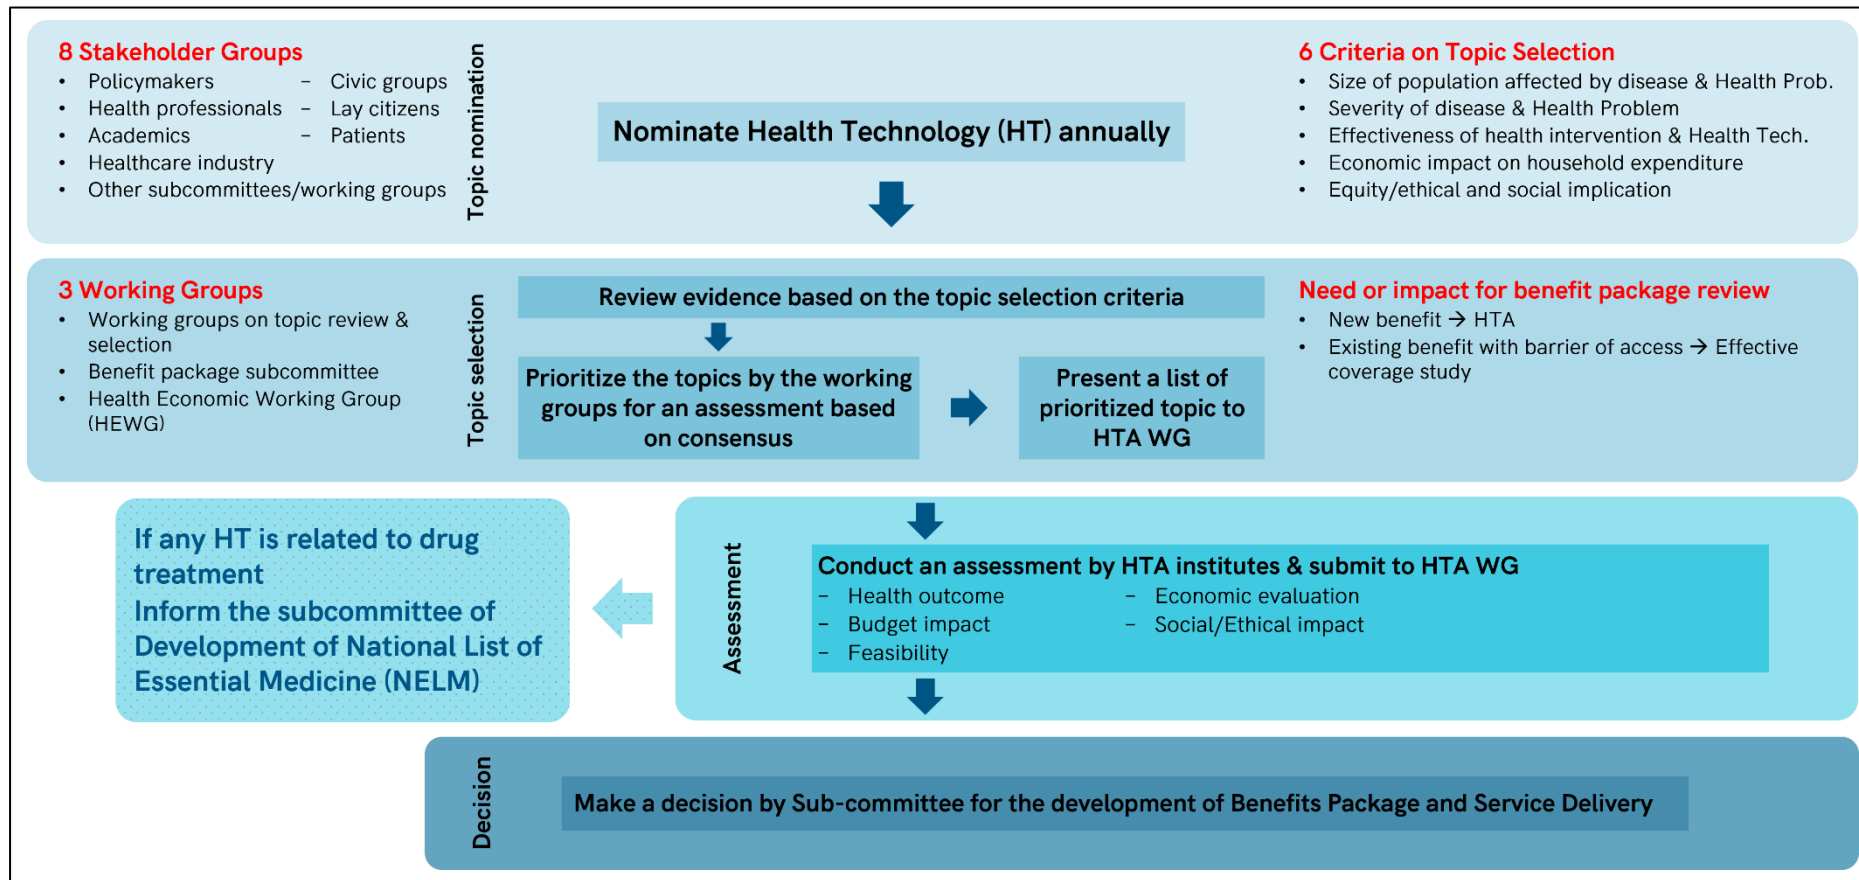 8 Stakeholder Groups
• Policymakers
• Health professionals
• Academics
• Healthcare industry
• Other subcommittees/working groups
– Civic groups
– Lay citizens
– Patients
Topic nomination
Nominate Health Technology (HT) annually
6 Criteria on Topic Selection
• Size of population affected by disease & Health Prob.
• Severity of disease & Health Problem
• Effectiveness of health intervention & Health Tech.
• Economic impact on household expenditure
• Equity/ethical and social implication
3 Working Groups
• Working groups on topic review &
selection
• Benefit package subcommittee
• Health Economic Working Group
(HEWG)
Topic selection
Review evidence based on the topic selection criteria
Prioritize the topics by the working
groups for an assessment based
on consensus
Present a list of
prioritized topic to
HTA WG
Need or impact for benefit package review
• New benefit → HTA
• Existing benefit with barrier of access → Effective
coverage study
If any HT is related to drug
treatment
Inform the subcommittee of
Development of National List of
Essential Medicine (NELM)
Assessment
Conduct an assessment by HTA institutes & submit to HTA WG
– Health outcome
– Budget impact
– Feasibility
– Economic evaluation
– Social/Ethical impact
Decision
Make a decision by Sub-committee for the development of Benefits Package and Service Delivery